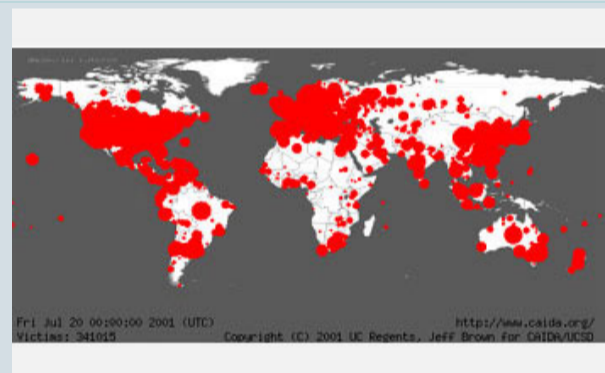 Fri Jul 20 00:00:00 2001 (UTC)
http://www.caida.org/
Victims: 341015
Copyright (C) 2001 UC Regents, Jeff Brown for CAIDA/UCSD